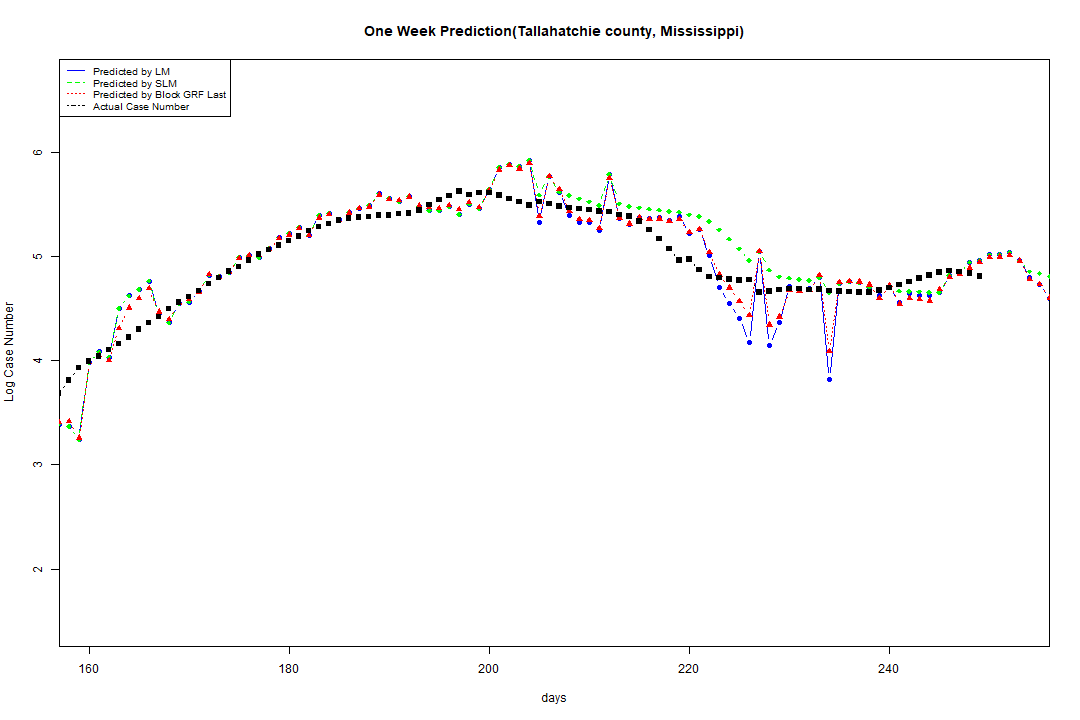 One Week Prediction(Tallahatchie county, Mississippi)
Predicted by LM
Predicted by SLM
Predicted by Block GRF Last
Actual Case Number
6
5
4
3
2
Log Case Number
160 180 200 220 240
days